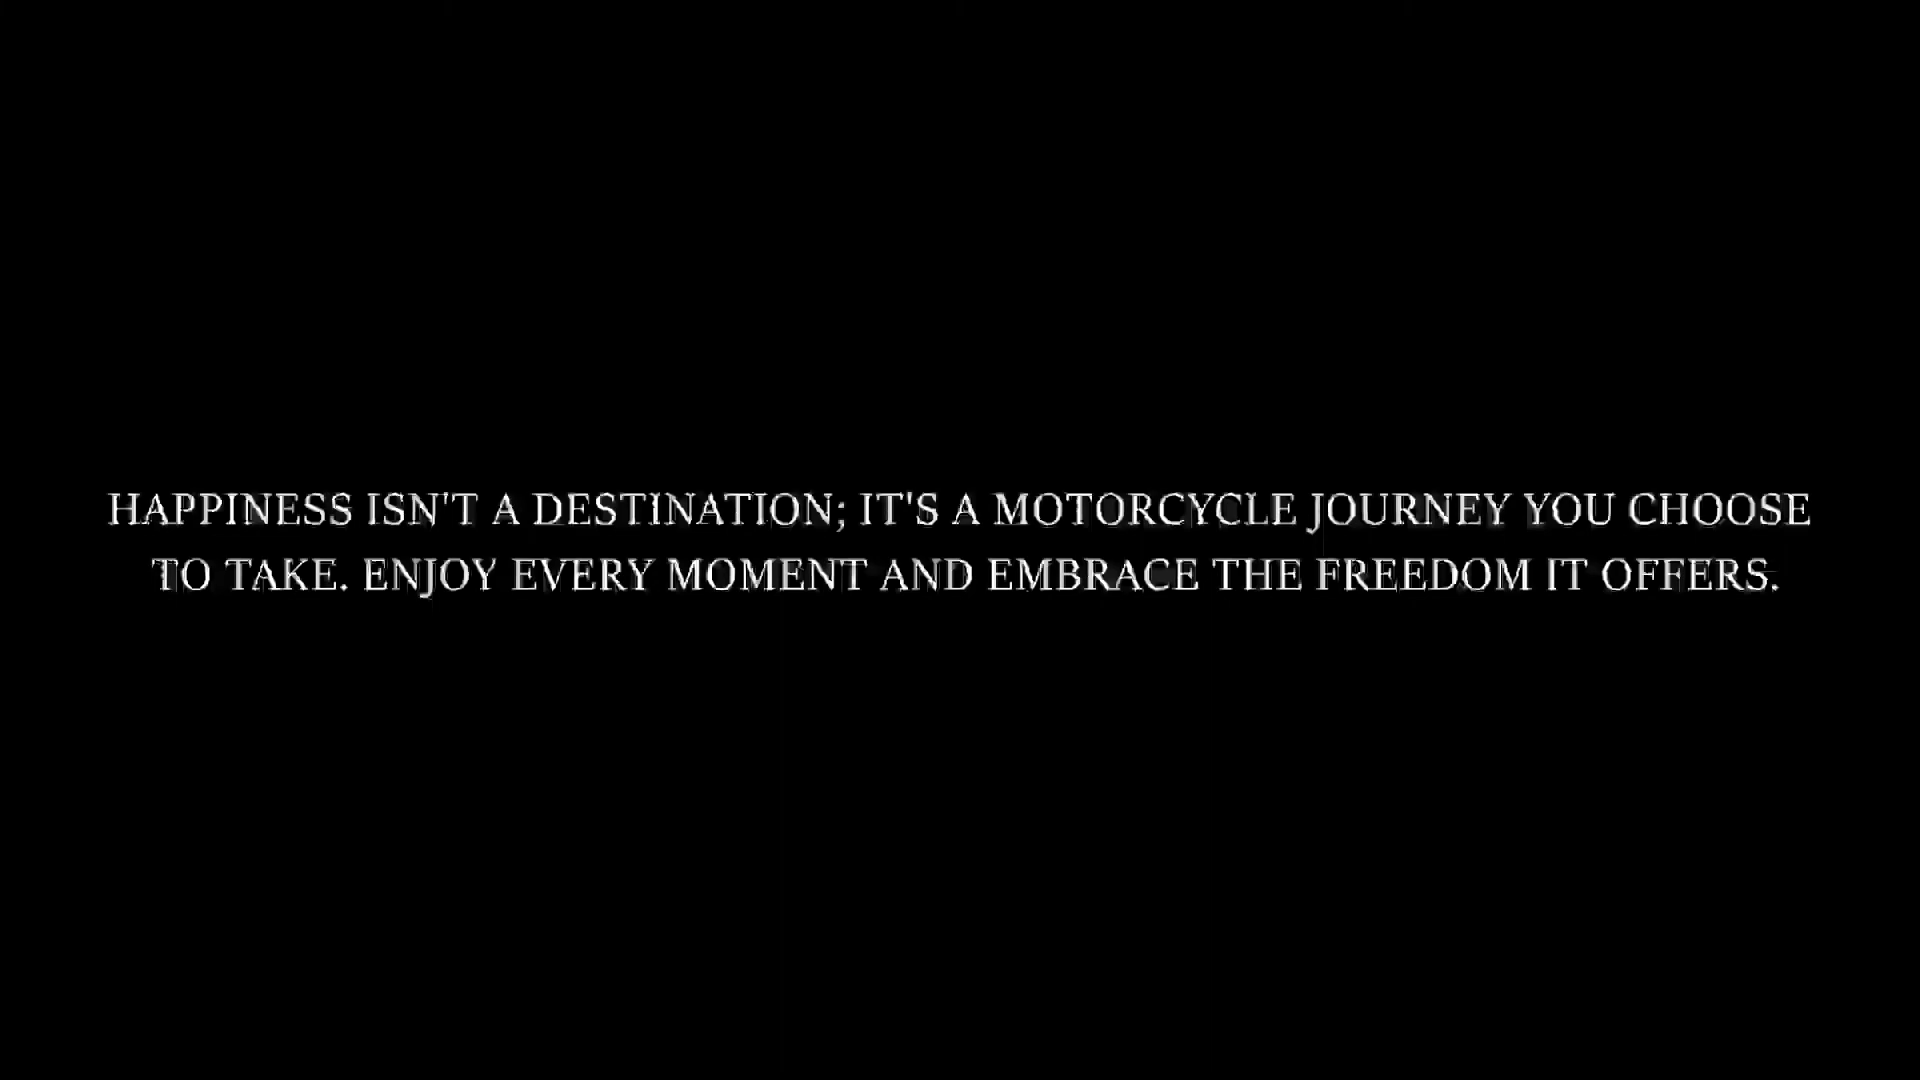 HAPPINESS ISN'T A DESTINATION; IT'S A MOTORCYCLE JOURNEY YOU CHOOSE
TO TAKE. ENJOY EVERY MOMENT AND EMBRACE THE FREEDOM IT OFFERS.